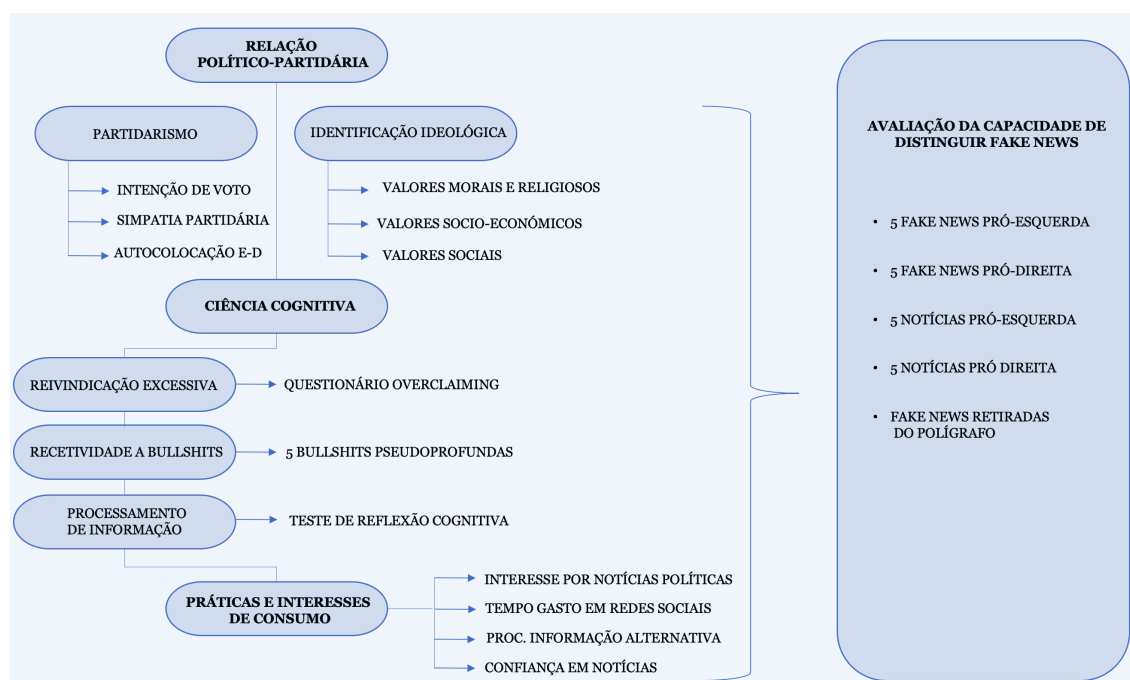 RELAÇÃO
POLÍTICO-PARTIDÁRIA
PARTIDARISMO
INTENÇÃO DE VOTO
SIMPATIA PARTIDÁRIA
AUTOCOLOCAÇÃO E-D
IDENTIFICAÇÃO IDEOLÓGICA
VALORES MORAIS E RELIGIOSOS
VALORES SOCIO-ECONÓMICOS
VALORES SOCIAIS
CIÊNCIA COGNITIVA
REIVINDICAÇÃO EXCESSIVA
QUESTIONÁRIO OVERCLAIMING
RECETIVIDADE A BULLSHITS
5 BULLSHITS PSEUDOPROFUNDAS
PROCESSAMENTO
DE INFORMAÇÃO
TESTE DE REFLEXÃO COGNITIVA
PRÁTICAS E INTERESSES
DE CONSUMO
INTERESSE POR NOTÍCIAS POLÍTICAS
TEMPO GASTO EM REDES SOCIAIS
PROC. INFORMAÇÃO ALTERNATIVA
CONFIANÇA EM NOTÍCIAS
AVALIAÇÃO DA CAPACIDADE DE
DISTINGUIR FAKE NEWS
• 5 FAKE NEWS PRÓ-ESQUERDA
• 5 FAKE NEWS PRÓ-DIREITA
• 5 NOTÍCIAS PRÓ-ESQUERDA
• 5 NOTÍCIAS PRÓ DIREITA
• FAKE NEWS RETIRADAS
DO POLÍGRAFO